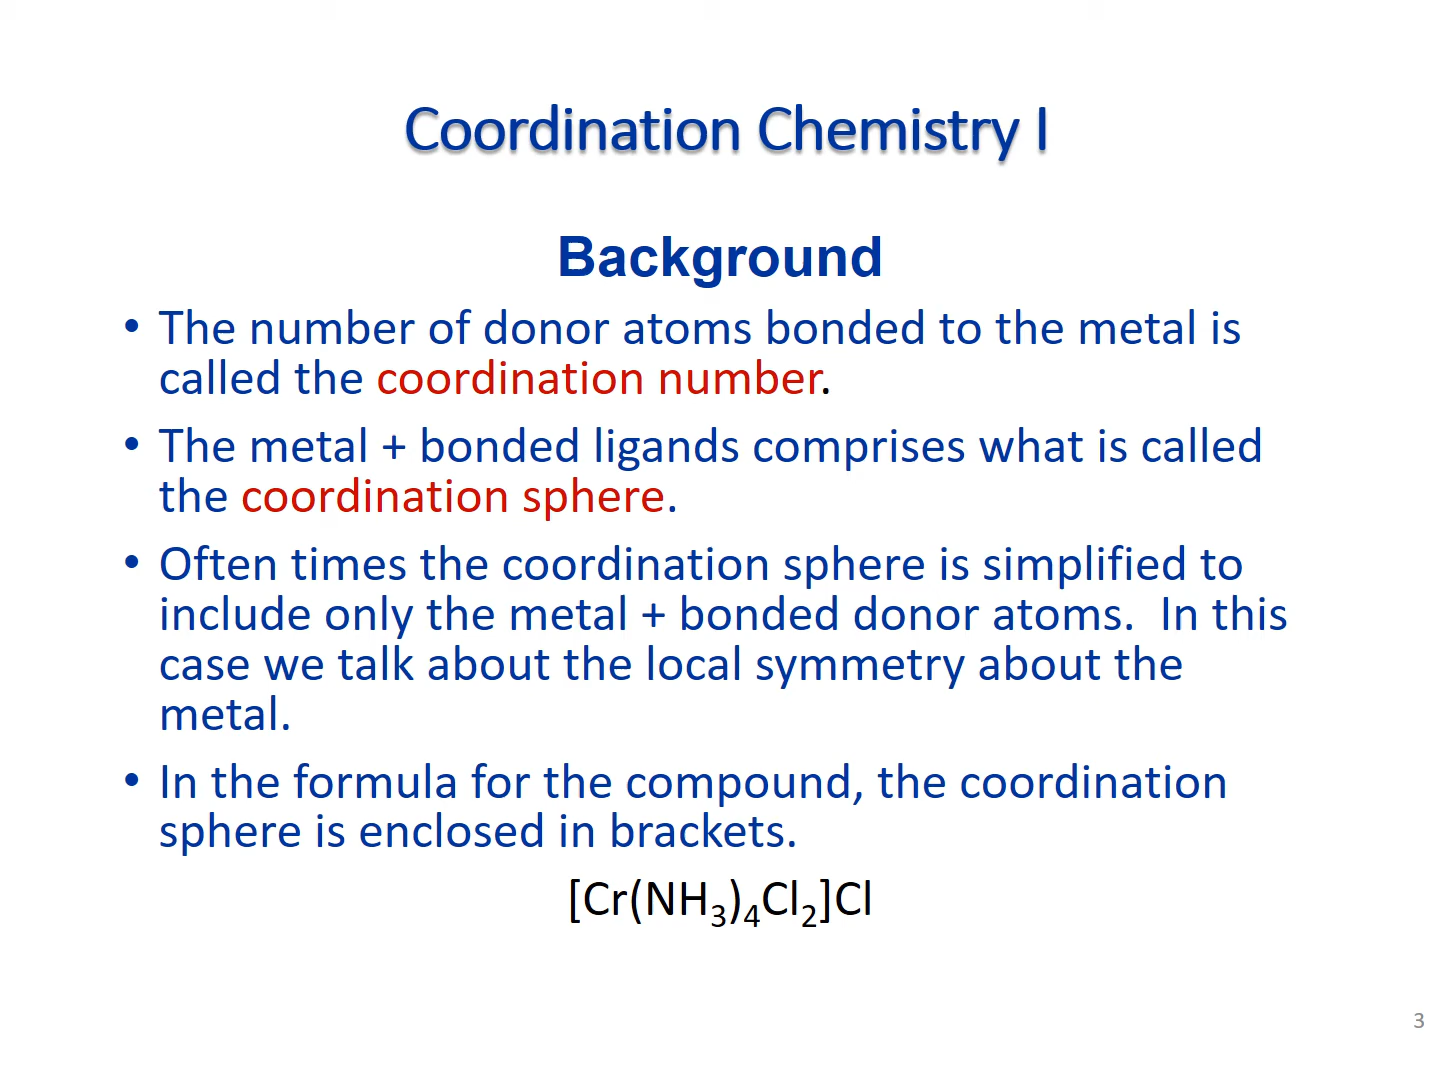 Coordination Chemistry I
Background
• The number of donor atoms bonded to the metal is
called the coordination number.
• The metal + bonded ligands comprises what is called
the coordination sphere.
• Often times the coordination sphere is simplified to
include only the metal + bonded donor atoms.  In this
case we talk about the local symmetry about the
metal.
• In the formula for the compound, the coordination
sphere is enclosed in brackets.
[Cr(NH₃)₄Cl₂]Cl
3